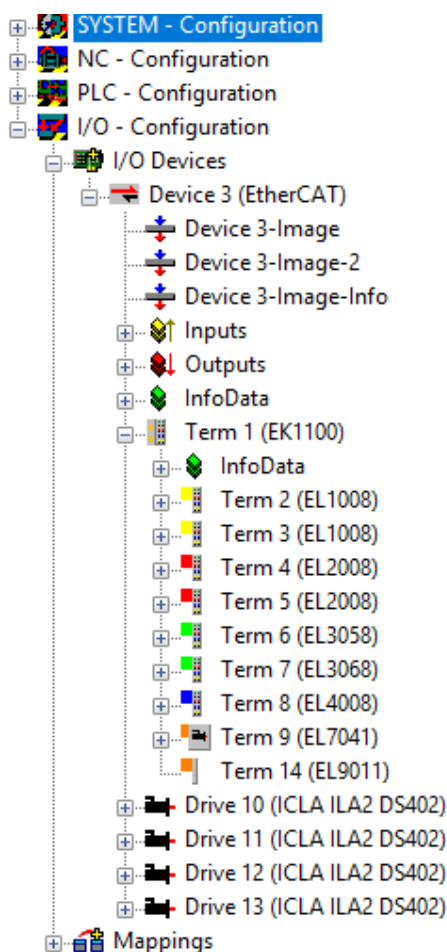 SYSTEM - Configuration
NC - Configuration
PLC - Configuration
I/O - Configuration
I/O Devices
Device 3 (EtherCAT)
Device 3-Image
Device 3-Image-2
Device 3-Image-Info
Inputs
Outputs
InfoData
Term 1 (EK1100)
InfoData
Term 2 (EL1008)
Term 3 (EL1008)
Term 4 (EL2008)
Term 5 (EL2008)
Term 6 (EL3058)
Term 7 (EL3068)
Term 8 (EL4008)
Term 9 (EL7041)
Term 14 (EL9011)
Drive 10 (ICLA ILA2 DS402)
Drive 11 (ICLA ILA2 DS402)
Drive 12 (ICLA ILA2 DS402)
Drive 13 (ICLA ILA2 DS402)
Mappings